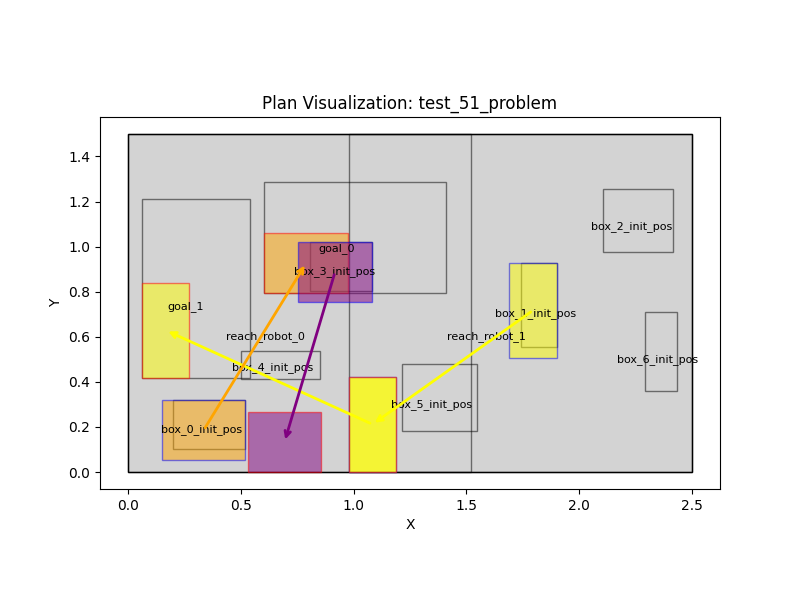 Plan Visualization: test_51_problem
1.4
1.2
1.0
0.8
0.6
0.4
0.2
0.0
Y
box_2_init_pos
goal_0
box_3_init_pos
goal_1
box_1_init_pos
reach_robot_0
reach_robot_1
box_4_init_pos
box_6_init_pos
box_5_init_pos
box_0_init_pos
0.0
0.5
1.0
1.5
2.0
2.5
X